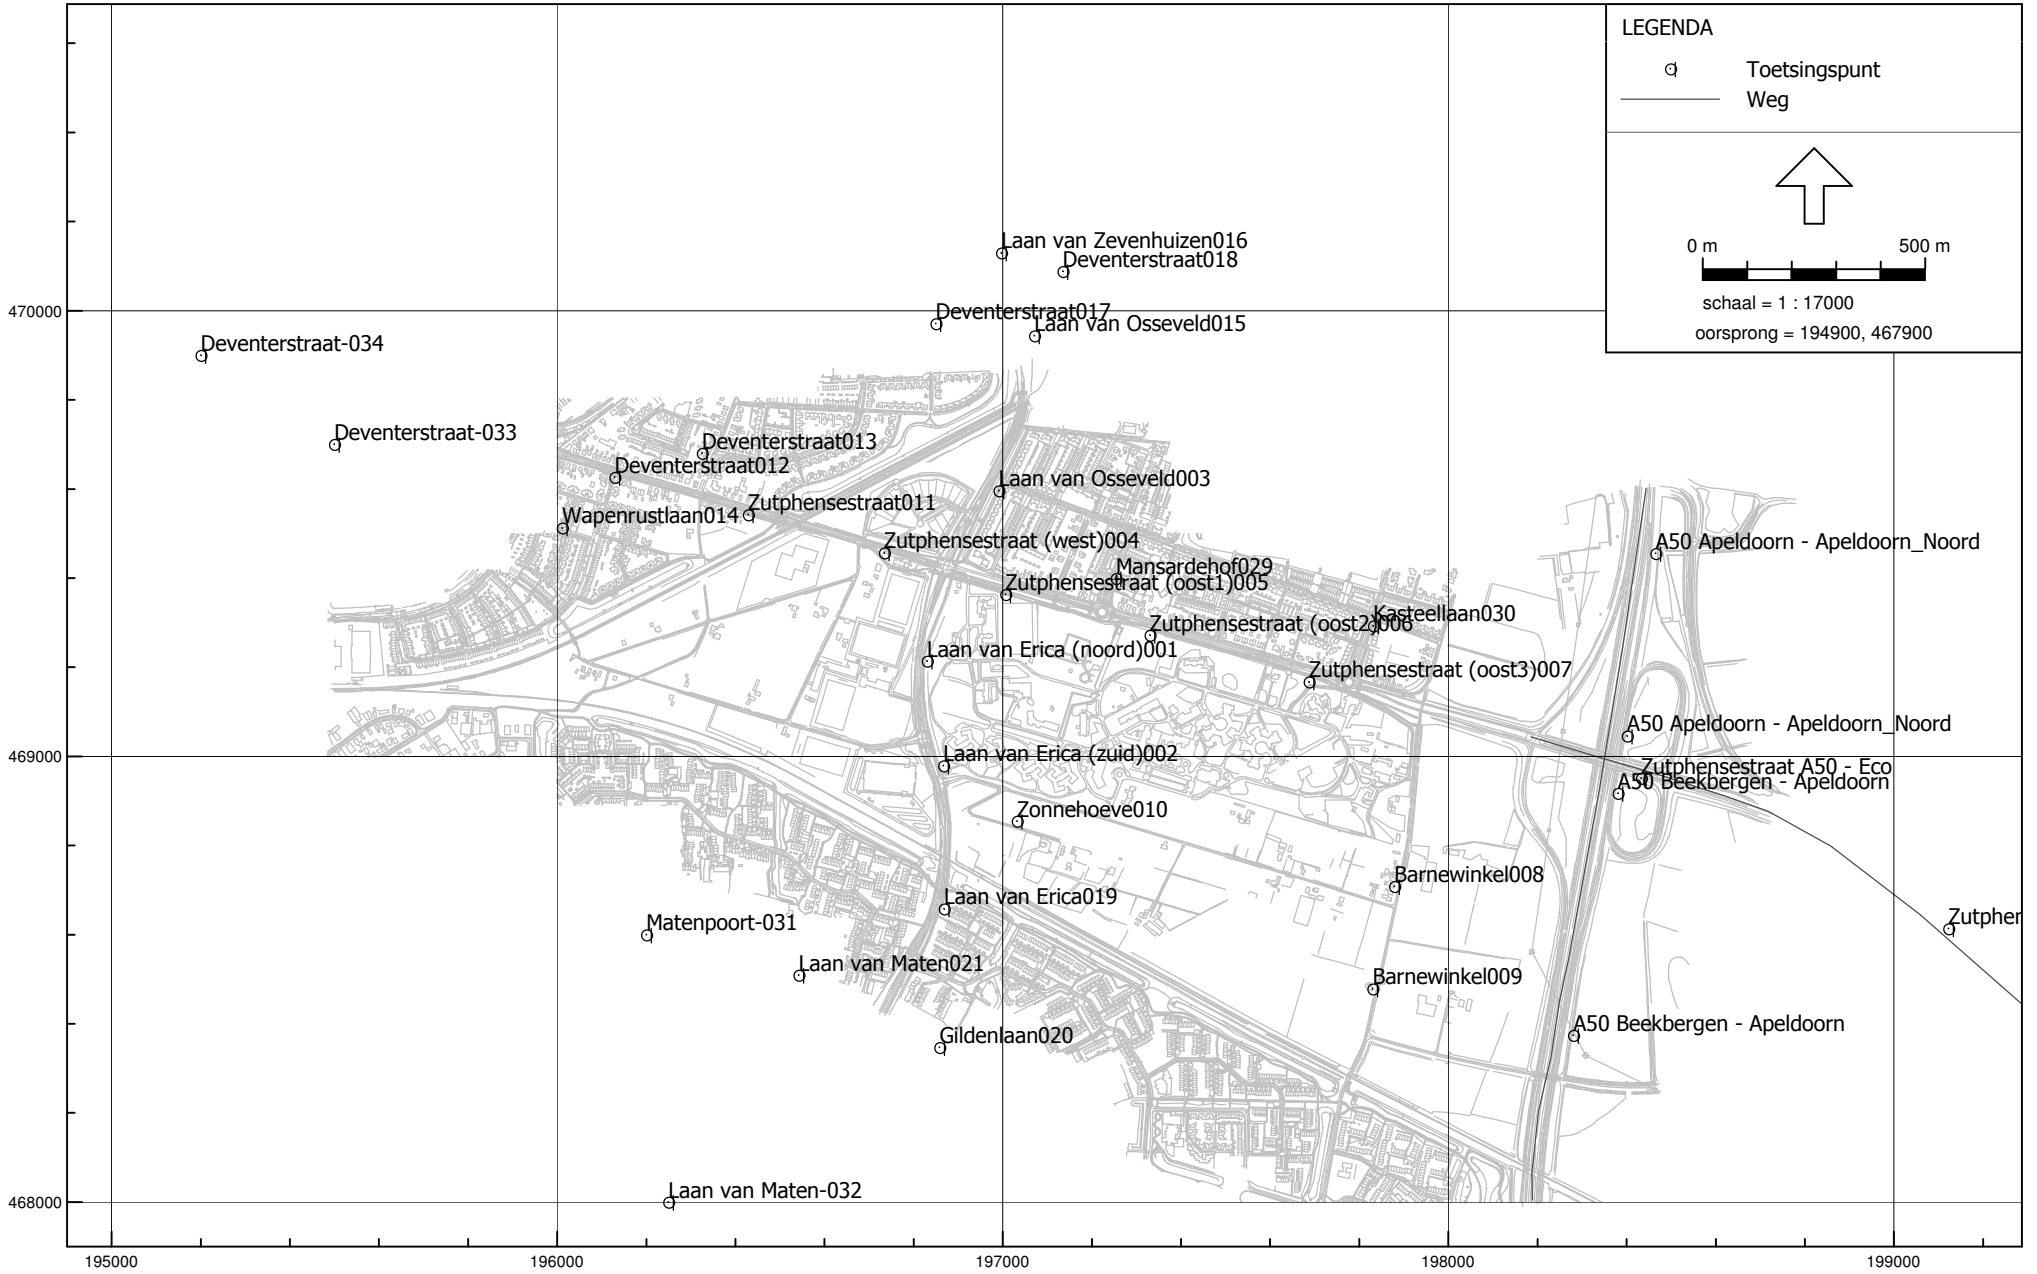 LEGENDA
Toetsingspunt
Weg
0 m 500 m
schaal = 1 : 17000
oorsprong = 194900, 467900
Laan van Zevenhuizen016
Deventerstraat018
470000
Deventerstraat017
Laan van Osseveld015
Deventerstraat-034
Deventerstraat-033
Deventerstraat013
Deventerstraat012
Laan van Osseveld003
Zutphensestraat011
Wapenrustlaan014
Zutphensestraat (west)004
A50 Apeldoorn - Apeldoorn_Noord
Mansardehof029
Zutphensestraat (oost1)005
Kasteellaan030
Zutphensestraat (oost2)006
Laan van Erica (noord)001
Zutphensestraat (oost3)007
A50 Apeldoorn - Apeldoorn_Noord
469000
Laan van Erica (zuid)002
Zutphensestraat A50 - Eco
A50 Beekbergen - Apeldoorn
Zonnehoeve010
Barnewinkel008
Laan van Erica019
Matenpoort-031
Zutpher
Laan van Maten021
Barnewinkel009
Gildenlaan020
A50 Beekbergen - Apeldoorn
Laan van Maten-032
468000
195000 196000 197000 198000 199000